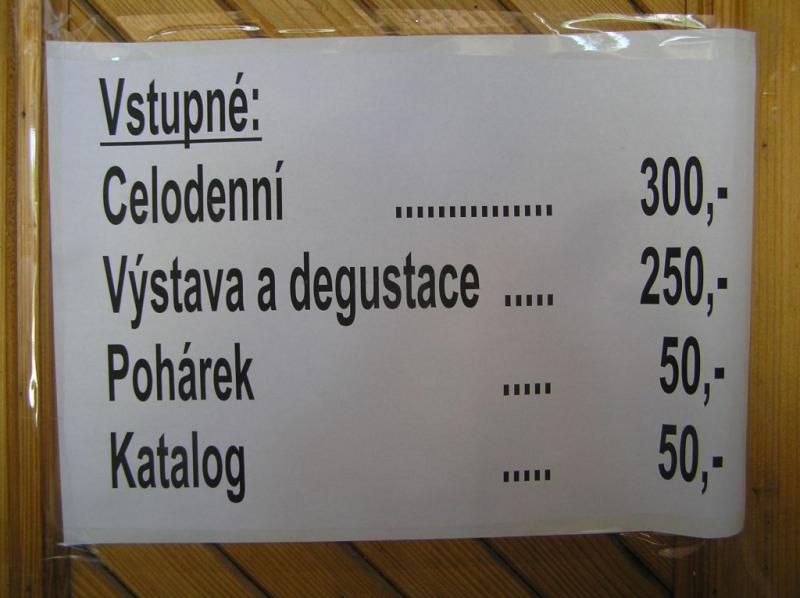 Vstupné:
Celodenní ............... 300,-
Výstava a degustace ..... 250,-
Pohárek ..... 50,-
Katalog ..... 50,-